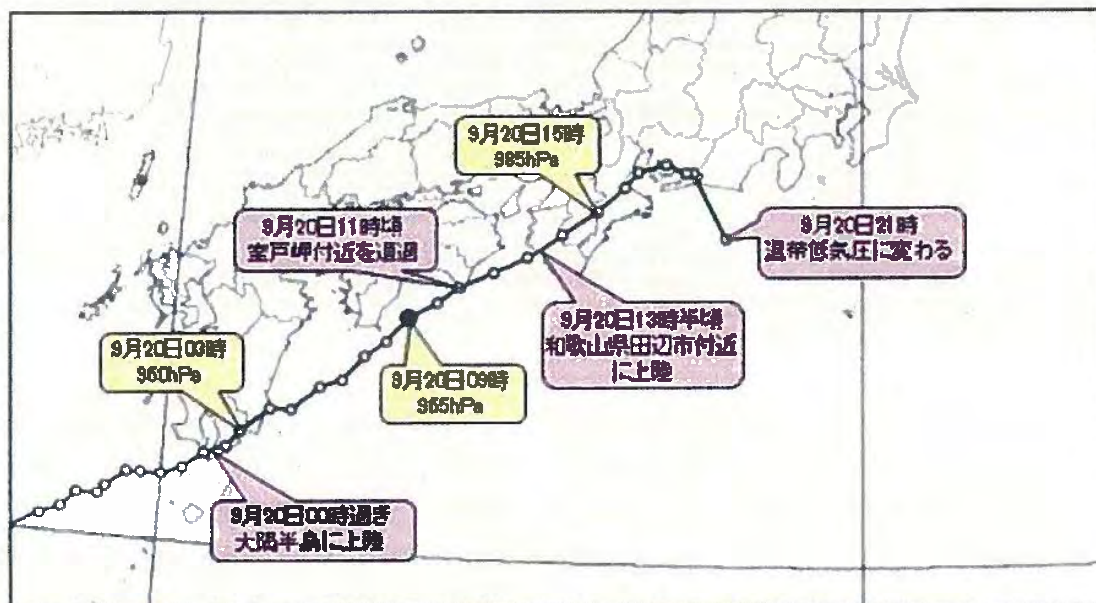 9月20日15時
985hPa
9月20日11時頃
室戸岬付近を通過
9月20日21時
温帯低気圧に変わる
9月20日03時
9月20日13時半頃
和歌山県田辺市付近
に上陸
9月20日09時
9月20日00時過ぎ
大隅半島に上陸